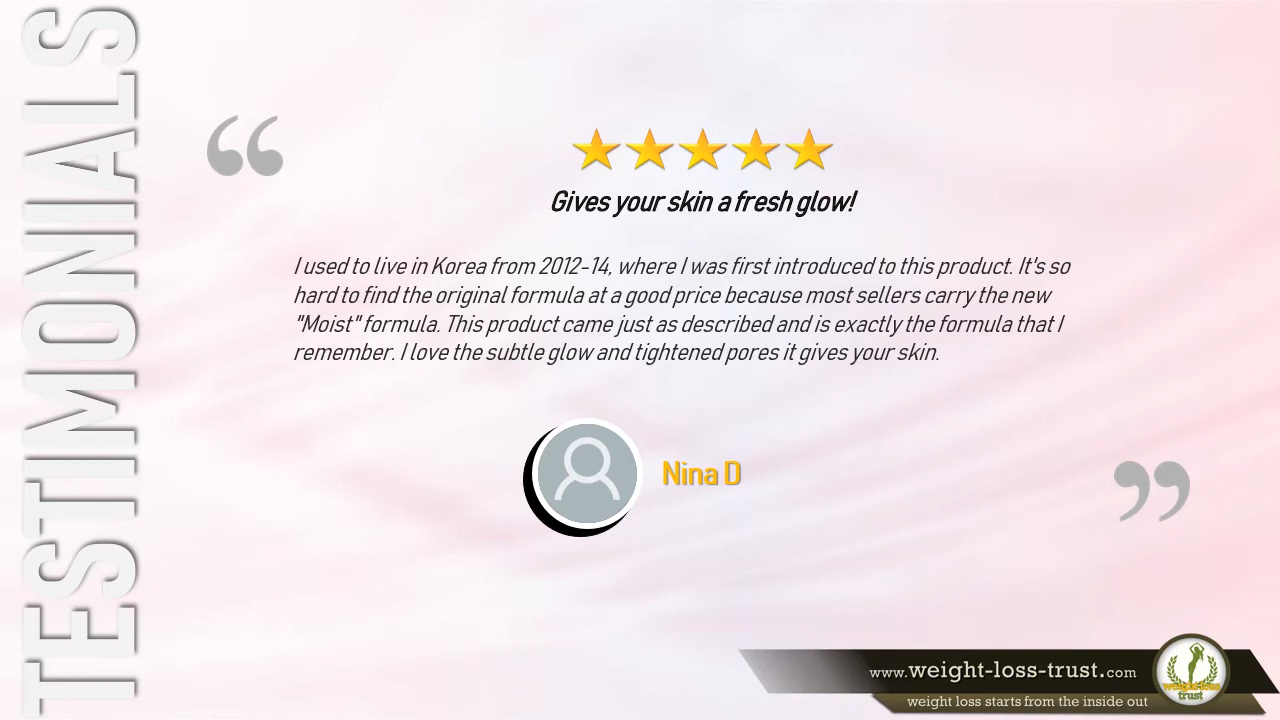 TESTIMONIALS
“
Gives your skin a fresh glow!
I used to live in Korea from 2012-14, where I was first introduced to this product. It's so
hard to find the original formula at a good price because most sellers carry the new
"Moist" formula. This product came just as described and is exactly the formula that I
remember. I love the subtle glow and tightened pores it gives your skin.
Nina D
”
www.weight-loss-trust.com
weight loss starts from the inside out
weight loss
trust